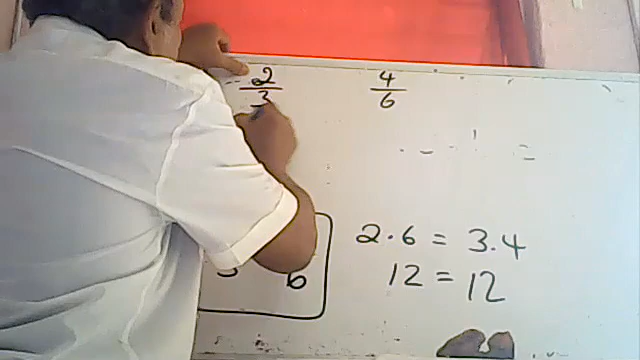 2/3 4/6
2·6 = 3.4
6
12 = 12